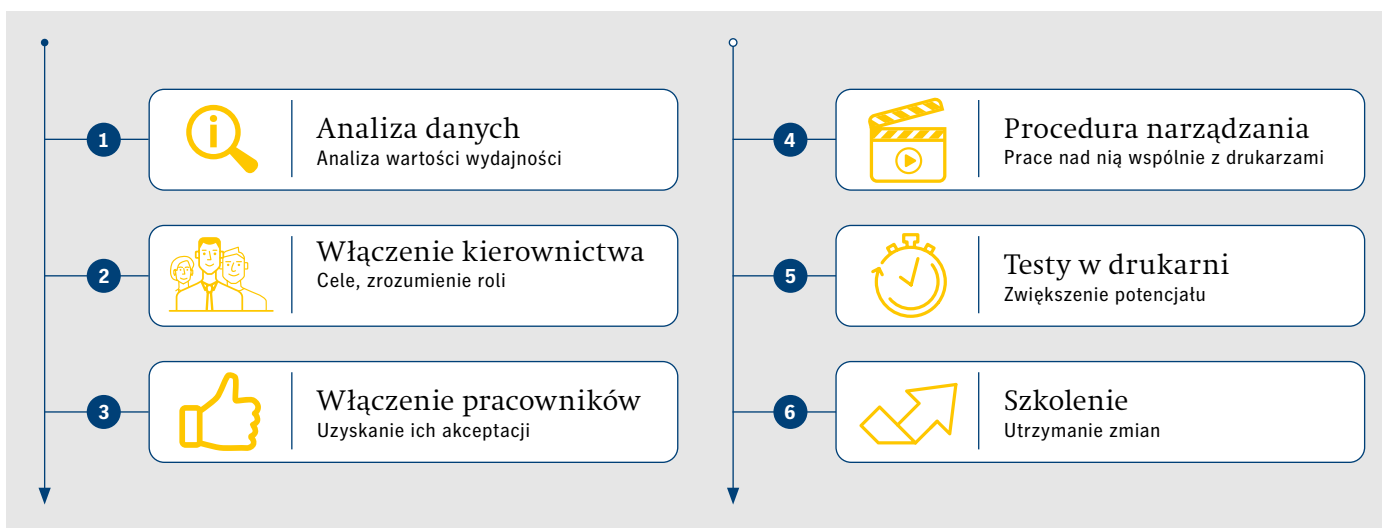 1
Analiza danych
Analiza wartości wydajności
2
Włączenie kierownictwa
Cele, zrozumienie roli
3
Włączenie pracowników
Uzyskanie ich akceptacji
4
Procedura narządzania
Prace nad nią wspólnie z drukarzami
5
Testy w drukarni
Zwiększenie potencjału
6
Szkolenie
Utrzymanie zmian